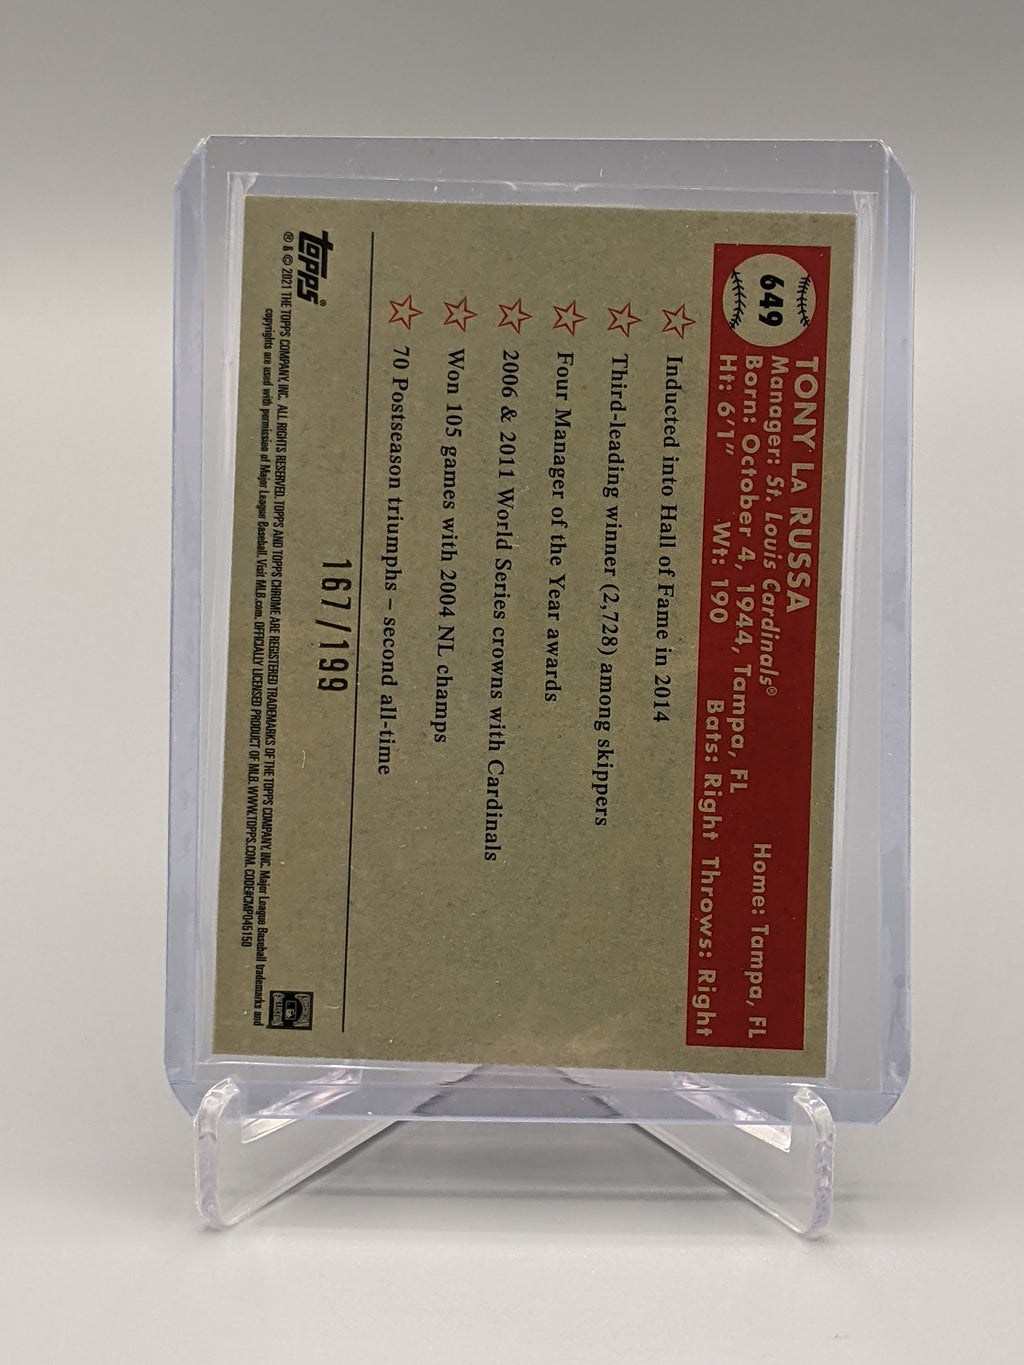 649
TONY LA RUSSA
Manager: St. Louis Cardinals® Home: Tampa, FL
Born: October 4, 1944, Tampa, FL
Ht: 6'1" Wt: 190 Bats: Right Throws: Right
Inducted into Hall of Fame in 2014
Third-leading winner (2,728) among skippers
Four Manager of the Year awards
2006 & 2011 World Series crowns with Cardinals
Won 105 games with 2004 NL champs
70 Postseason triumphs – second all-time
167/199
topps®
® & © 2021 THE TOPPS COMPANY, INC. ALL RIGHTS RESERVED. TOPPS AND TOPPS CHROME ARE REGISTERED TRADEMARKS OF THE TOPPS COMPANY, INC. Major League Baseball trademarks and
copyrights are used with permission of Major League Baseball. Visit MLB.com. OFFICIALLY LICENSED PRODUCT OF MLB. WWW.TOPPS.COM. CODE#CMP045150